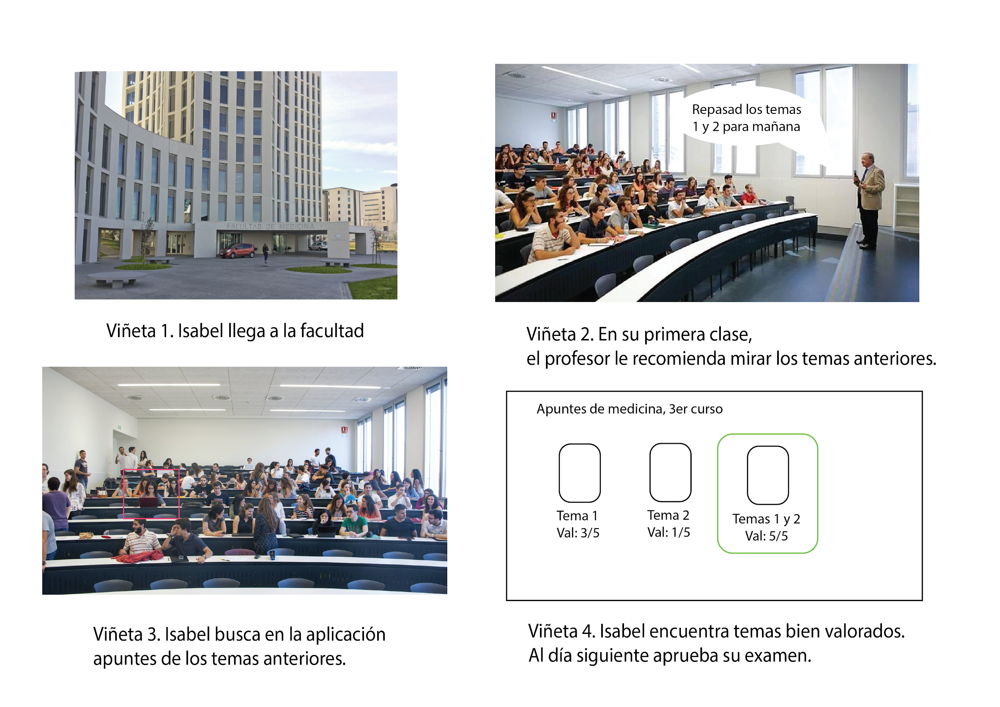 FACULTAD DE MEDICINA
Viñeta 1. Isabel llega a la facultad
Repasad los temas
1 y 2 para mañana
Viñeta 2. En su primera clase,
el profesor le recomienda mirar los temas anteriores.
Viñeta 3. Isabel busca en la aplicación
apuntes de los temas anteriores.
Apuntes de medicina, 3er curso
Tema 1
Val: 3/5
Tema 2
Val: 1/5
Temas 1 y 2
Val: 5/5
Viñeta 4. Isabel encuentra temas bien valorados.
Al día siguiente aprueba su examen.